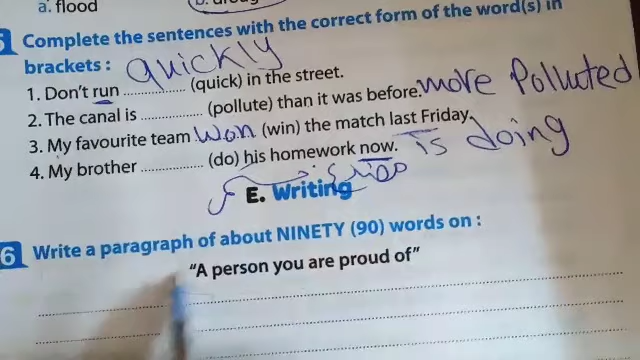 a. flood
Complete the sentences with the correct form of the word(s) in
brackets :
quickly
1. Don't run ............ (quick) in the street.
2. The canal is ............ (pollute) than it was before. more Polluted
3. My favourite team won (win) the match last Friday.
4. My brother ............ (do) his homework now. is doing
E. Writing
6 Write a paragraph of about NINETY (90) words on :
"A person you are proud of"